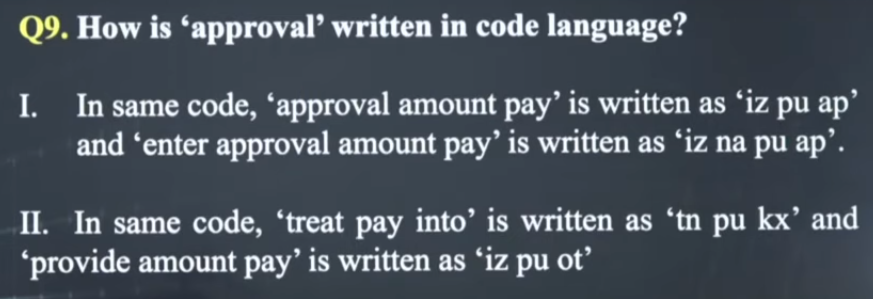 Q9. How is ‘approval’ written in code language?
I. In same code, ‘approval amount pay’ is written as ‘iz pu ap’
and ‘enter approval amount pay’ is written as ‘iz na pu ap’.
II. In same code, ‘treat pay into’ is written as ‘tn pu kx’ and
‘provide amount pay’ is written as ‘iz pu ot’